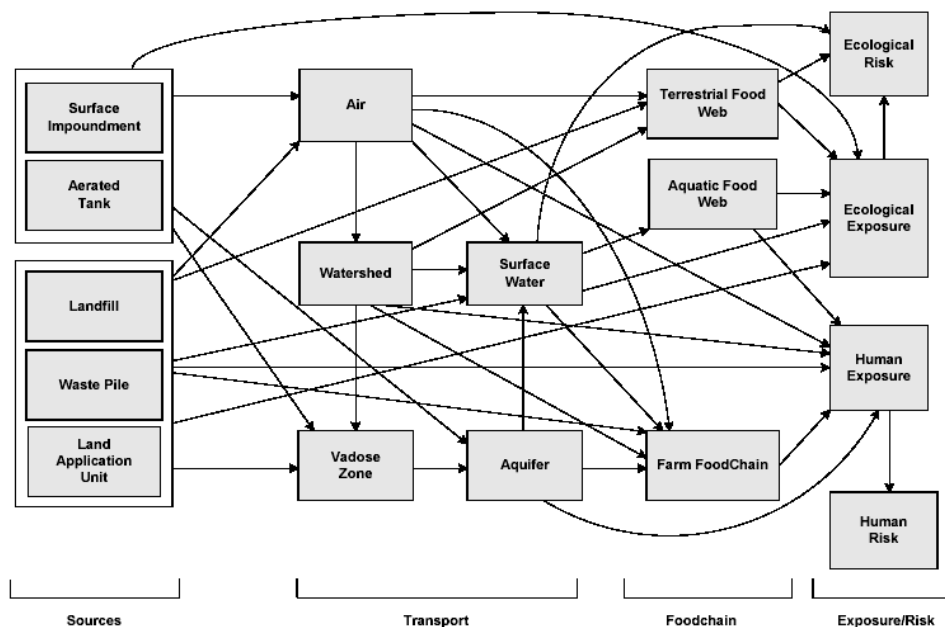 Surface
Impoundment
Aerated
Tank
Landfill
Waste Pile
Land
Application
Unit
Air
Watershed
Vadose
Zone
Surface
Water
Aquifer
Terrestrial Food
Web
Aquatic Food
Web
Farm FoodChain
Ecological
Risk
Ecological
Exposure
Human
Exposure
Human
Risk
Sources
Transport
Foodchain
Exposure/Risk